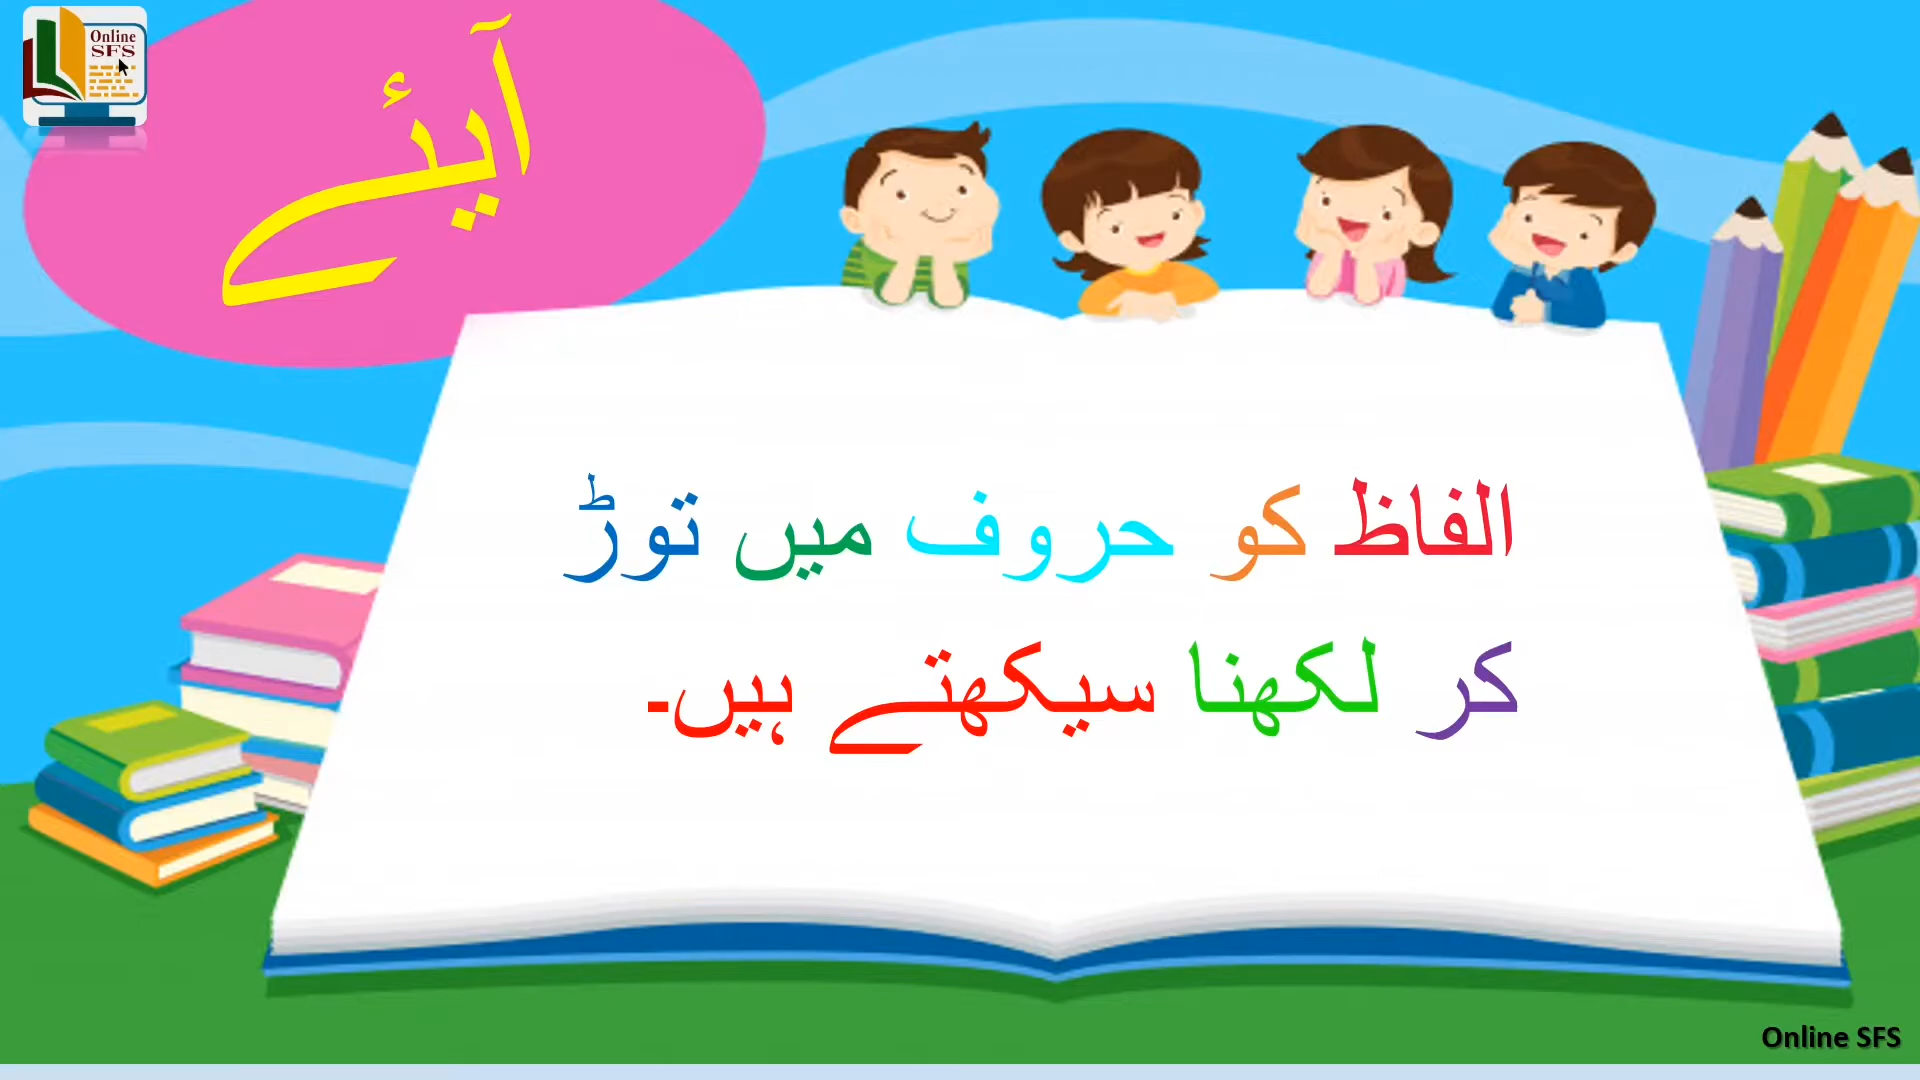 Online
SFS
آیئے
الفاظ کو حروف میں توڑ
کر لکھنا سیکھتے ہیں۔
Online SFS